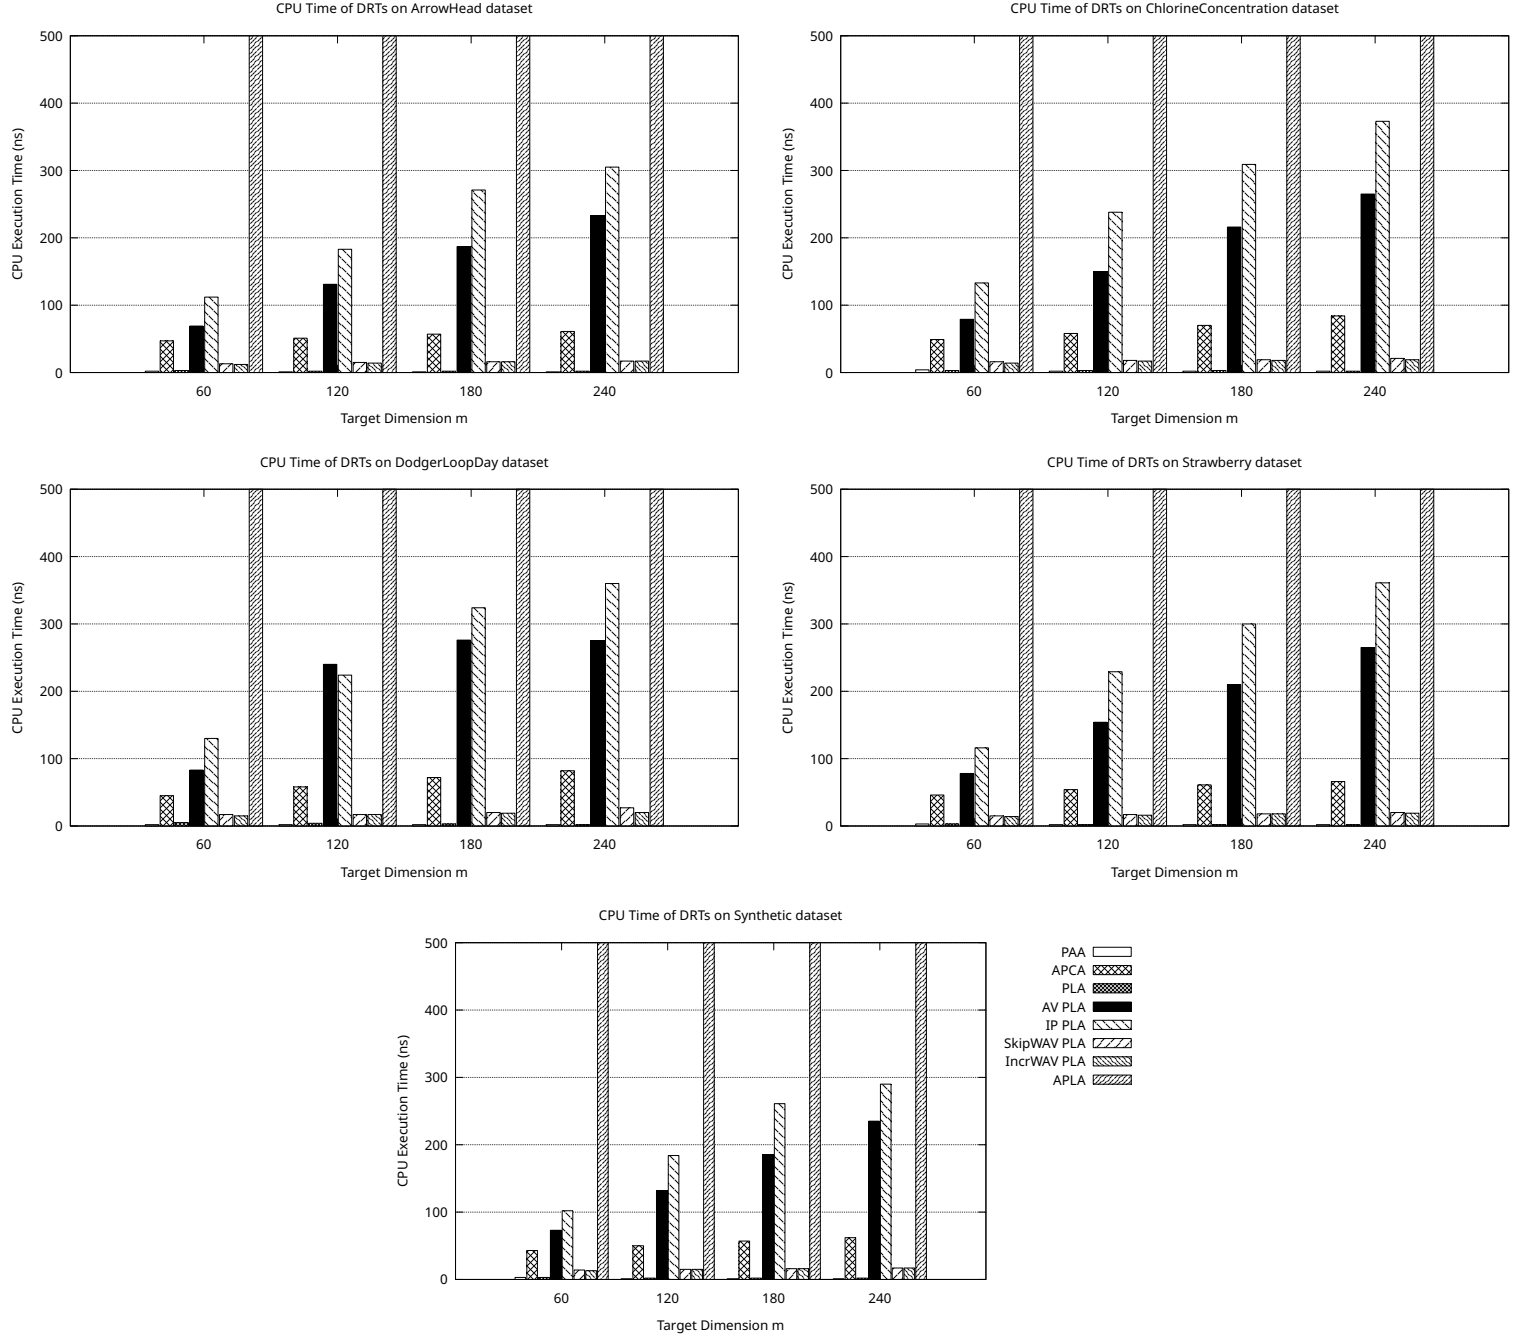 CPU Time of DRTs on ArrowHead dataset
500
400
300
200
100
0
CPU Execution Time (ns)
60 120 180 240
Target Dimension m
CPU Time of DRTs on ChlorineConcentration dataset
500
400
300
200
100
0
CPU Execution Time (ns)
60 120 180 240
Target Dimension m
CPU Time of DRTs on DodgerLoopDay dataset
500
400
300
200
100
0
CPU Execution Time (ns)
60 120 180 240
Target Dimension m
CPU Time of DRTs on Strawberry dataset
500
400
300
200
100
0
CPU Execution Time (ns)
60 120 180 240
Target Dimension m
CPU Time of DRTs on Synthetic dataset
500
400
300
200
100
0
CPU Execution Time (ns)
60 120 180 240
Target Dimension m
PAA
APCA
PLA
AV PLA
IP PLA
SkipWAV PLA
IncrWAV PLA
APLA